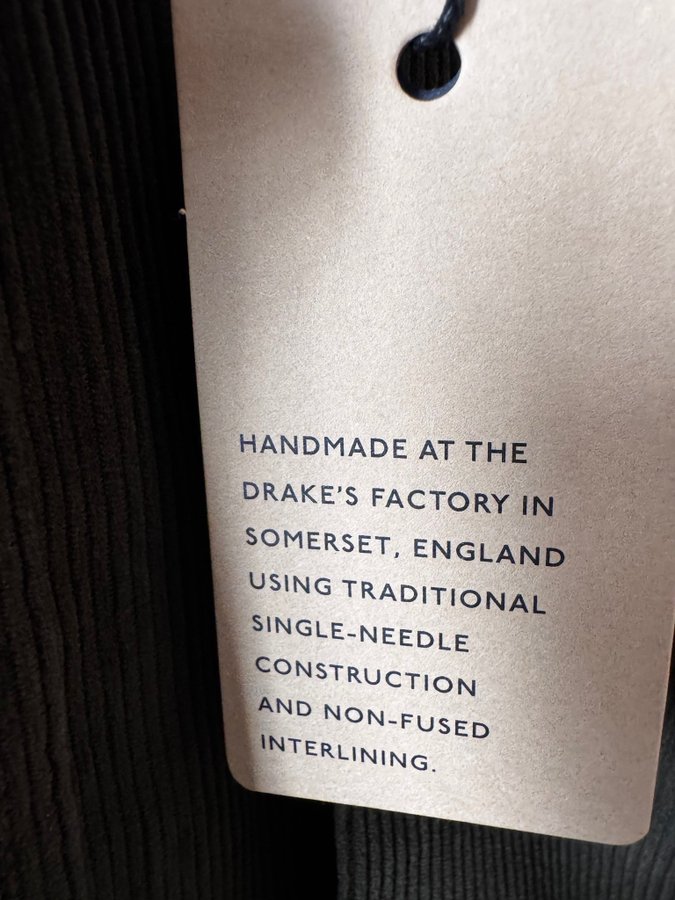 HANDMADE AT THE
DRAKE'S FACTORY IN
SOMERSET, ENGLAND
USING TRADITIONAL
SINGLE-NEEDLE
CONSTRUCTION
AND NON-FUSED
INTERLINING.